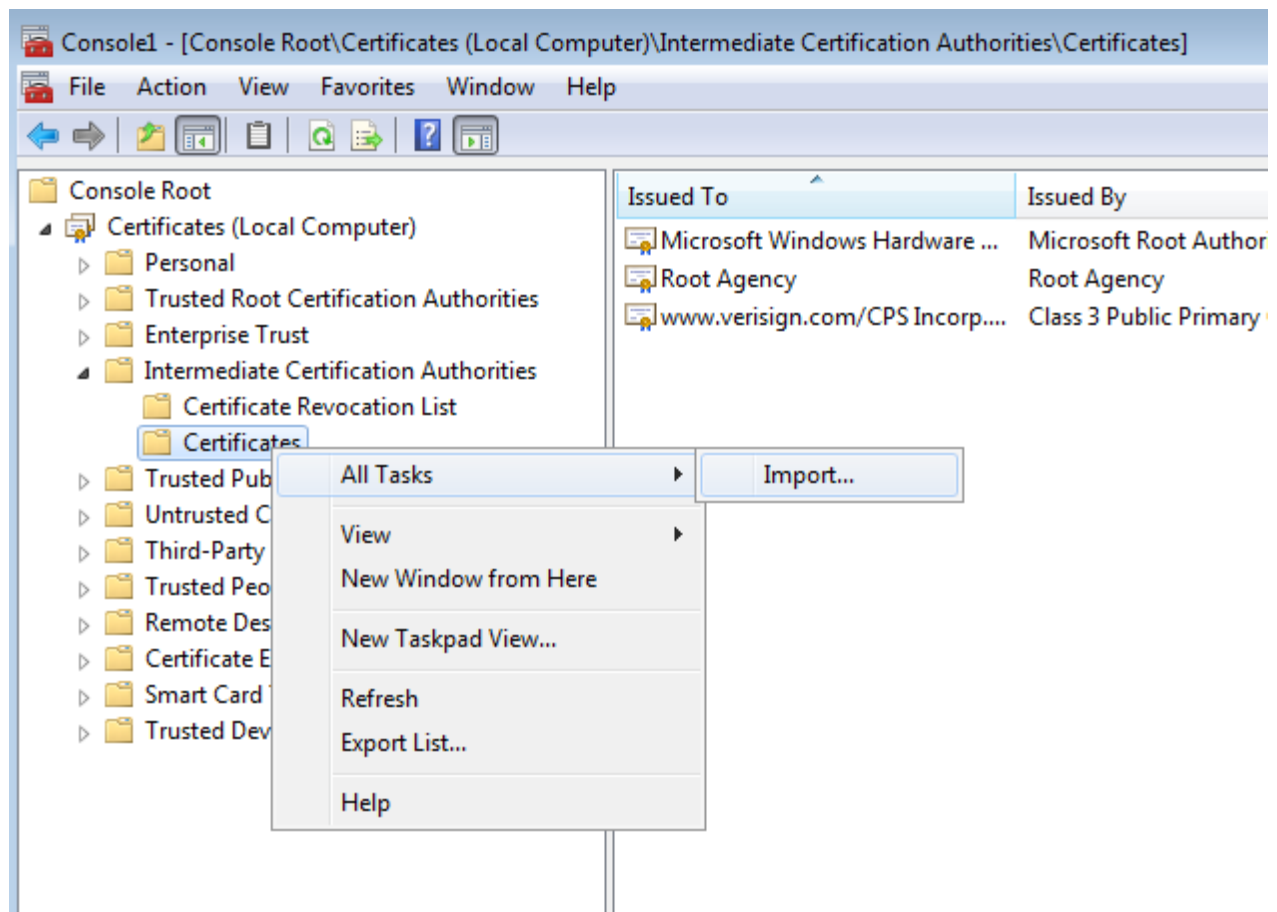 Console1 - [Console Root\Certificates (Local Computer)\Intermediate Certification Authorities\Certificates]
File Action View Favorites Window Help
Console Root
Certificates (Local Computer)
Personal
Trusted Root Certification Authorities
Enterprise Trust
Intermediate Certification Authorities
Certificate Revocation List
Certificates
Trusted Pub
Untrusted C
Third-Party
Trusted Peo
Remote Des
Certificate E
Smart Card
Trusted Dev
All Tasks
Import...
View
New Window from Here
New Taskpad View...
Refresh
Export List...
Help
Issued To Issued By
Microsoft Windows Hardware ... Microsoft Root Author
Root Agency Root Agency
www.verisign.com/CPS Incorp.... Class 3 Public Primary